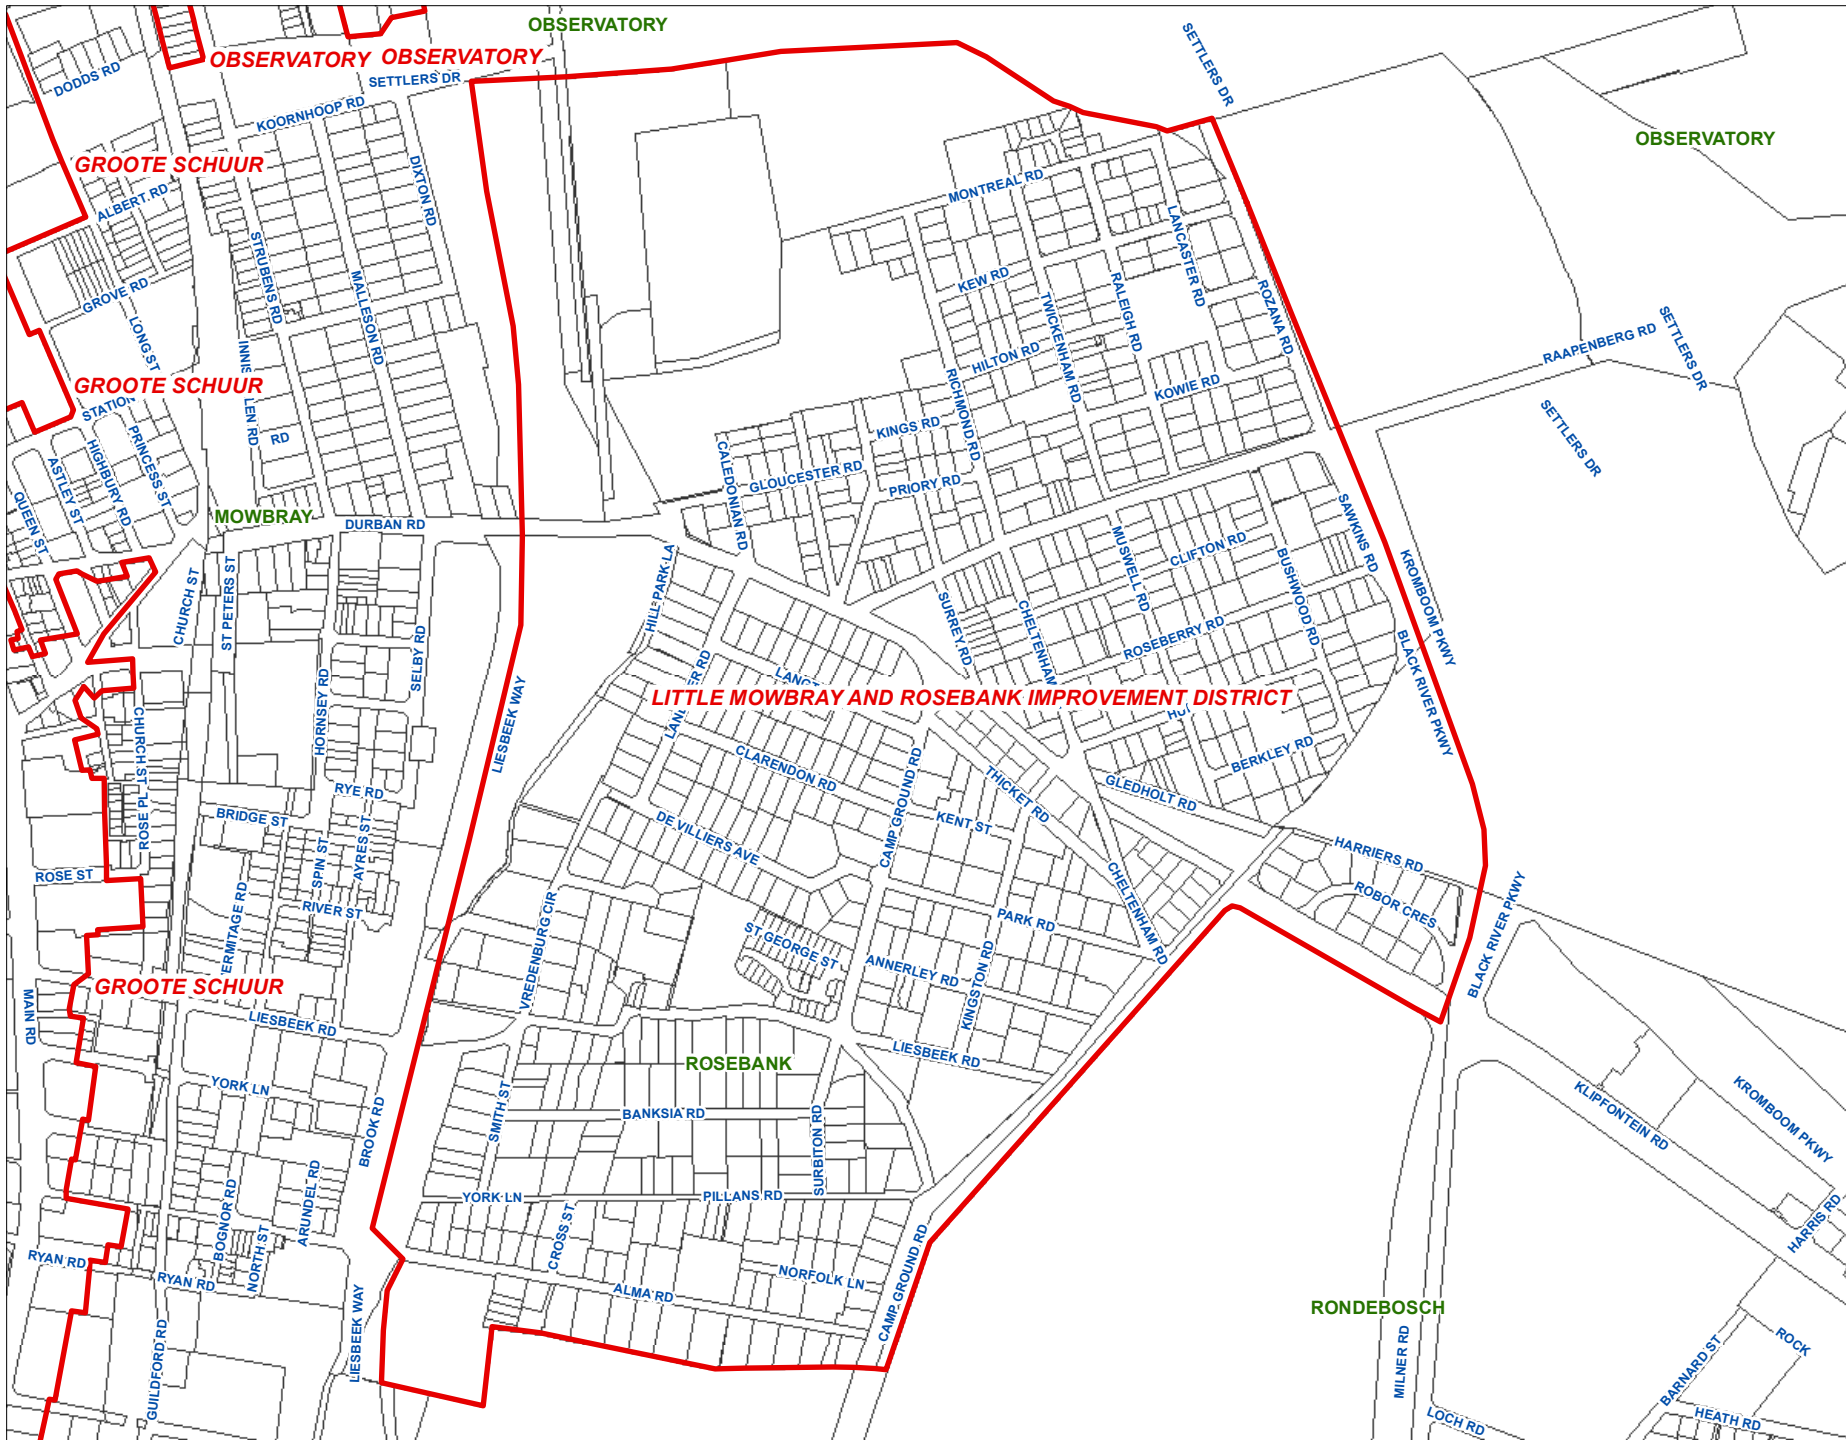 OBSERVATORY
SETTLERS DR
OBSERVATORY
OBSERVATORY
DODDS RD
SETTLERS DR
KOORNHOOP RD
OBSERVATORY
GROOTE SCHUUR
DIXTON RD
MONTREAL RD
ALBERT RD
LANCASTER RD
STRUBENS RD
KEW RD
GROVE RD
MALLESON RD
RALEIGH RD
ROZANA RD
TWICKENHAM RD
LONG ST
SETTLERS DR
RAAPENBERG RD
HILTON RD
GROOTE SCHUUR
KOWIE RD
STATION
RICHMOND RD
RD
KINGS RD
SETTLERS DR
PRINCESS ST
HIGHBURY RD
ASTLEY ST
CALEDONIAN RD
GLOUCESTER RD
PRIORY RD
QUEEN ST
MOWBRAY
DURBAN RD
SAWKINS RD
CLIFTON RD
MUSWELL RD
BUSHWOOD RD
KROMBOOM PKWY
CHURCH ST
ST PETERS ST
HILL PARK LA
SURREY RD
CHELTENHAM
ROSEBERRY RD
SELBY RD
BLACK RIVER PKWY
LITTLE MOWBRAY AND ROSEBANK IMPROVEMENT DISTRICT
HORNSEY RD
LIESBEEK WAY
CHURCH ST
CLARENDON RD
BERKLEY RD
CAMP GROUND RD
THICKET RD
GLEDHOLT RD
RYE RD
BRIDGE ST
ROSE PL
KENT ST
DE VILLIERS AVE
HARRIERS RD
SPIN ST
AYRES ST
ROSE ST
ROBOR CRES
RIVER ST
CHELTENHAM RD
PARK RD
VREDENBURG CIR
ST GEORGE ST
BLACK RIVER PKWY
ANNERLEY RD
KINGSTON RD
GROOTE SCHUUR
MAIN RD
LIESBEEK RD
LIESBEEK RD
ROSEBANK
YORK LN
SMITH ST
BANKSIA RD
KLIPFONTEIN RD
KROMBOOM PKWY
BROOK RD
SURBITON RD
ARUNDEL RD
BOGNOR RD
YORK LN
PILLANS RD
NORTH ST
CROSS ST
HARRIS RD
RYAN RD
RYAN RD
CAMP GROUND RD
NORFOLK LN
ALMA RD
LIESBEEK WAY
RONDEBOSCH
GUILDFORD RD
MILNER RD
BARNARD ST
ROCK
LOCH RD
HEATH RD